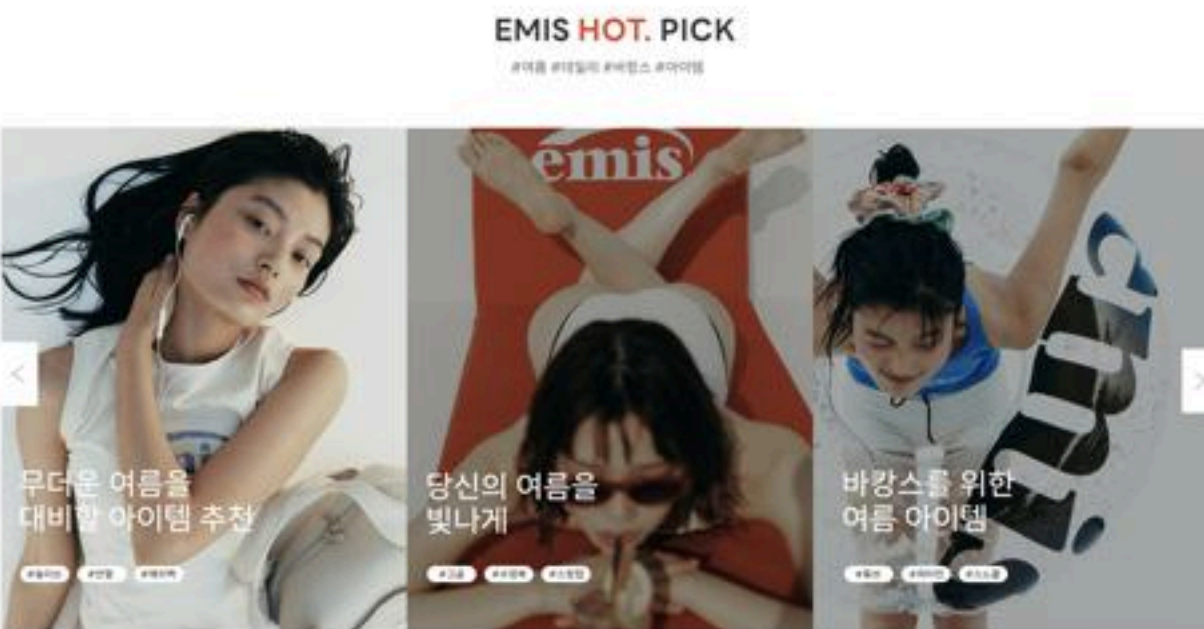 EMIS HOT. PICK
#여름 #데일리 #바캉스 #아이템
emis
무더운 여름을
대비할 아이템 추천
당신의 여름을
빛나게
바캉스를 위한
여름 아이템
emis